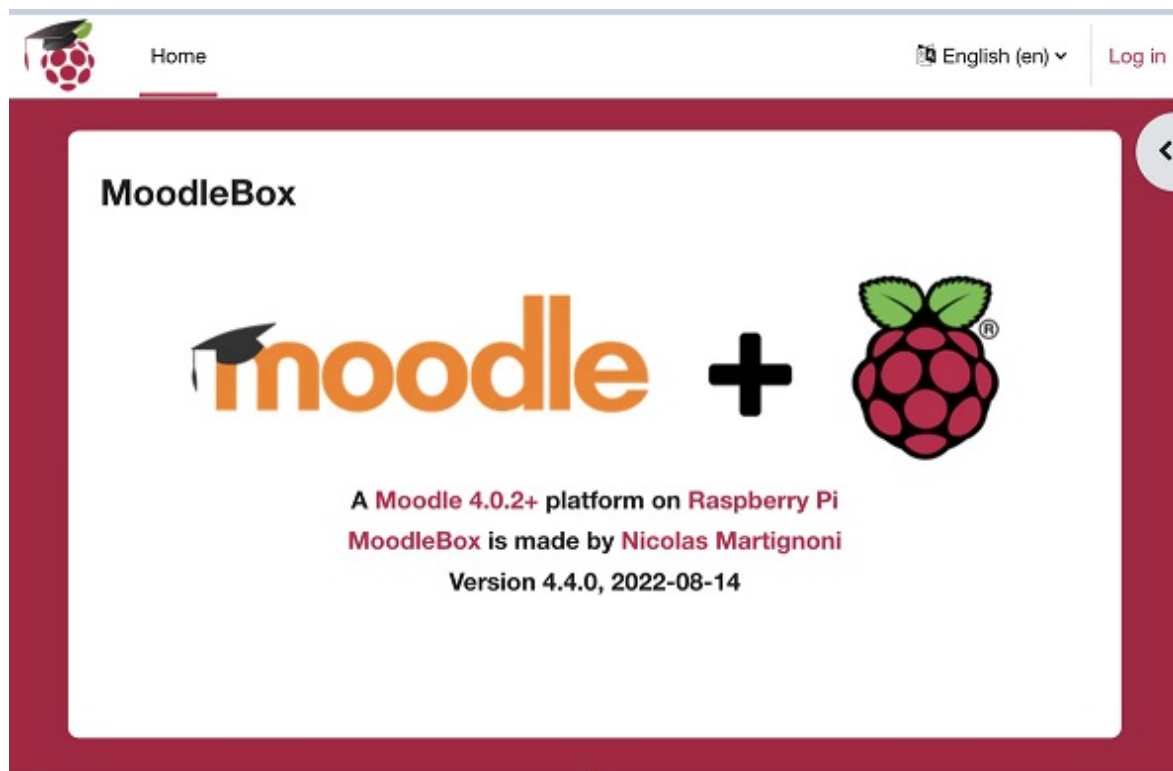 Home
English (en)
Log in
MoodleBox
moodle
®
A Moodle 4.0.2+ platform on Raspberry Pi
MoodleBox is made by Nicolas Martignoni
Version 4.4.0, 2022-08-14